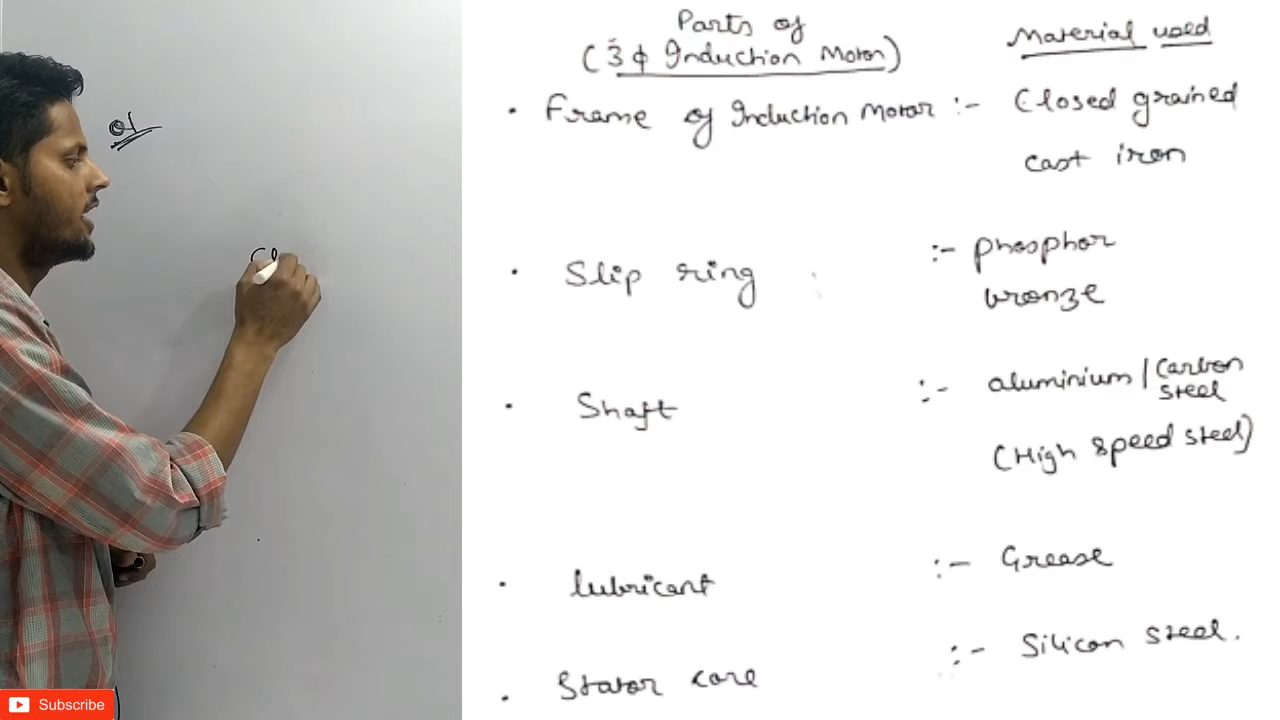 Parts of
(3 ϕ Induction Motor)
Material used
• Frame of Induction Motor :- Closed grained
cast iron
• Slip ring :- phosphor
bronze
• Shaft :- aluminium / Carbon
steel
(High speed steel)
• lubricant :- Grease
• Stator core :- Silicon steel.
Subscribe